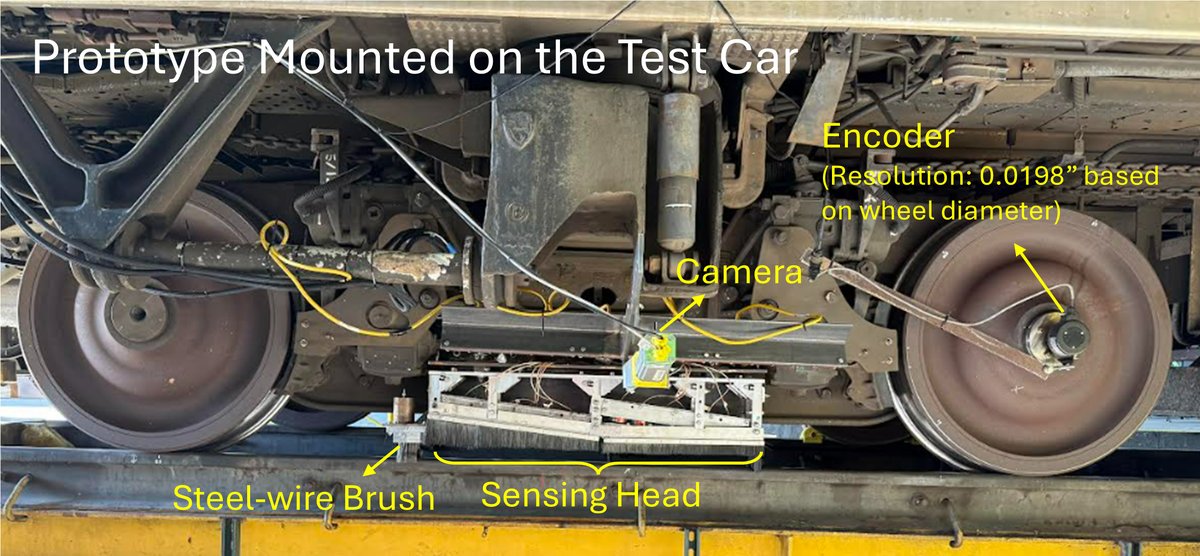 Prototype Mounted on the Test Car
Encoder
(Resolution: 0.0198” based
on wheel diameter)
Camera
Steel-wire Brush
Sensing Head